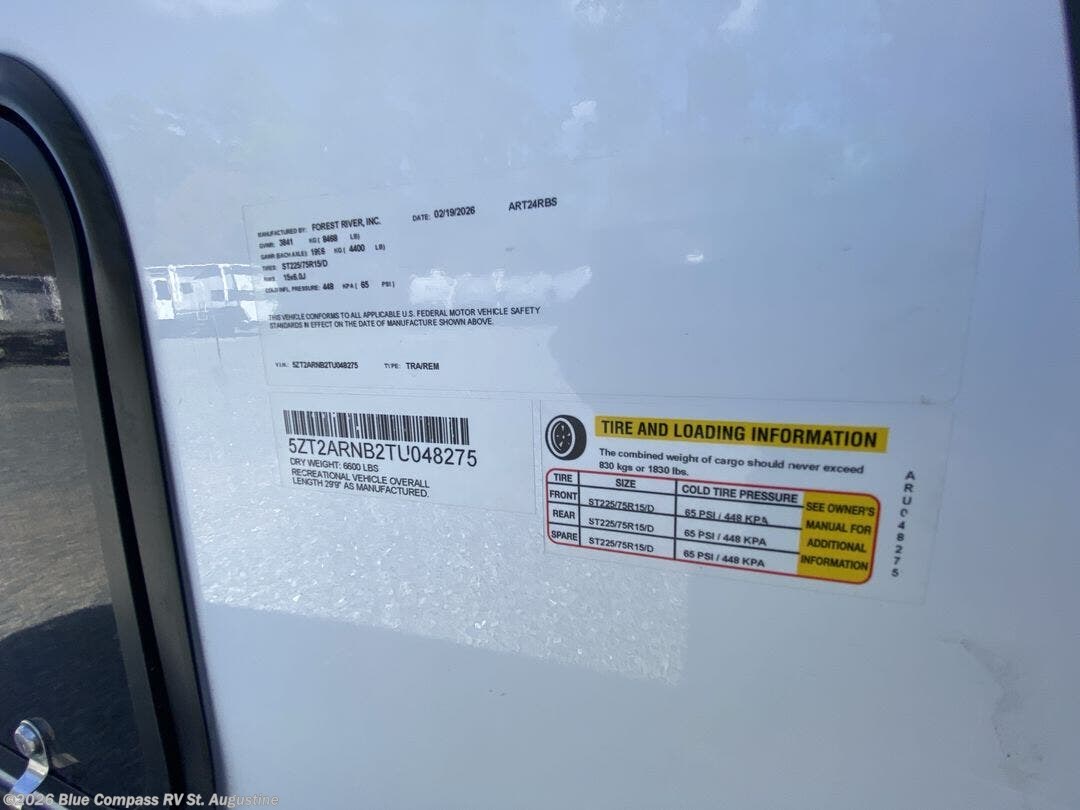 MANUFACTURED BY: FOREST RIVER, INC. DATE: 02/19/2026 ART24RBS
GVWR: 3841 KG ( 8468 LB)
GAWR (EACH AXLE): 1996 KG ( 4400 LB)
TIRES: ST225/75R15/D
RIMS: 15x6.0J
COLD INFL. PRESSURE: 448 KPA ( 65 PSI )
THIS VEHICLE CONFORMS TO ALL APPLICABLE U.S. FEDERAL MOTOR VEHICLE SAFETY
STANDARDS IN EFFECT ON THE DATE OF MANUFACTURE SHOWN ABOVE.
V.I.N.: 5ZT2ARNB2TU048275 TYPE: TRA/REM
5ZT2ARNB2TU048275
DRY WEIGHT: 6600 LBS
RECREATIONAL VEHICLE OVERALL
LENGTH 29'9" AS MANUFACTURED.
TIRE AND LOADING INFORMATION
The combined weight of cargo should never exceed
830 kgs or 1830 lbs.
TIRE SIZE COLD TIRE PRESSURE
FRONT ST225/75R15/D 65 PSI / 448 KPA
REAR ST225/75R15/D 65 PSI / 448 KPA
SPARE ST225/75R15/D 65 PSI / 448 KPA
SEE OWNER'S
MANUAL FOR
ADDITIONAL
INFORMATION
ARU048275
©2026 Blue Compass RV St. Augustine